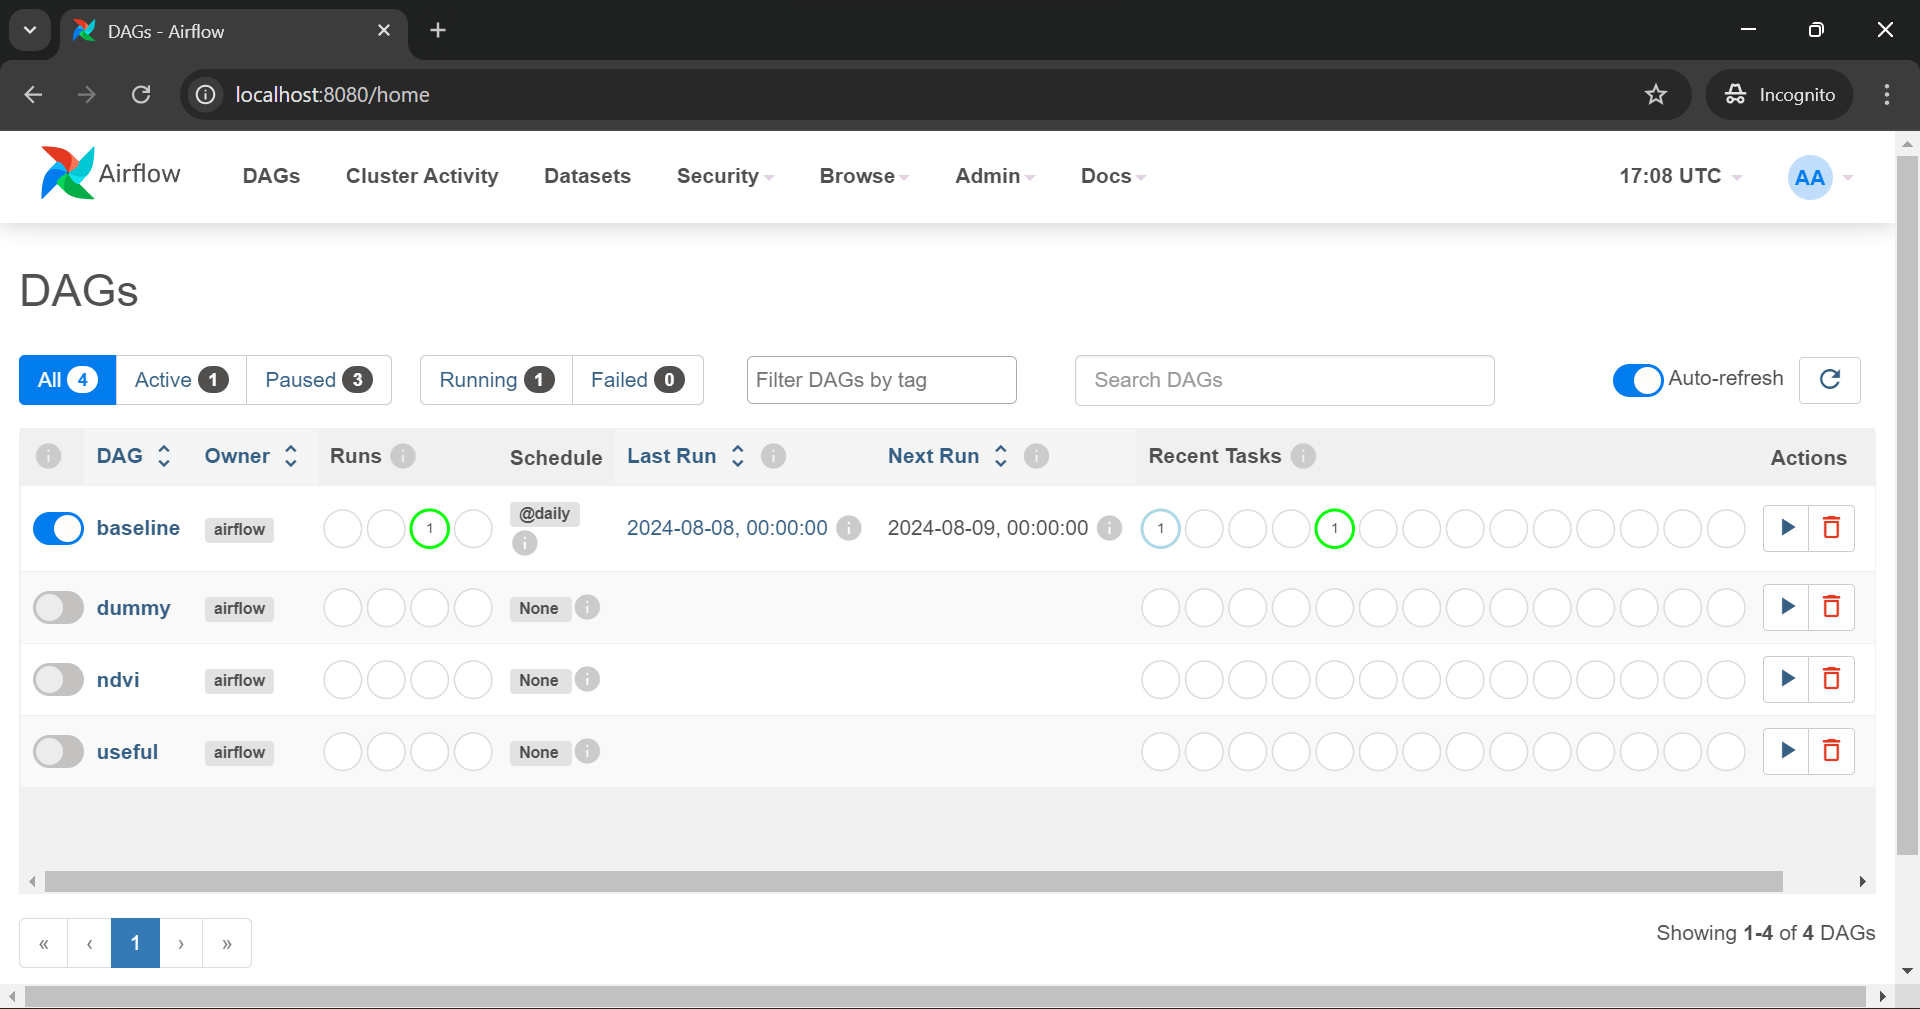 DAGs - Airflow
localhost:8080/home
Incognito
Airflow DAGs Cluster Activity Datasets Security Browse Admin Docs 17:08 UTC AA
DAGs
All 4 Active 1 Paused 3 Running 1 Failed 0 Filter DAGs by tag Search DAGs Auto-refresh
DAG Owner Runs Schedule Last Run Next Run Recent Tasks Actions
baseline airflow 1 @daily 2024-08-08, 00:00:00 2024-08-09, 00:00:00 1 1
dummy airflow None
ndvi airflow None
useful airflow None
« ‹ 1 › »
Showing 1-4 of 4 DAGs